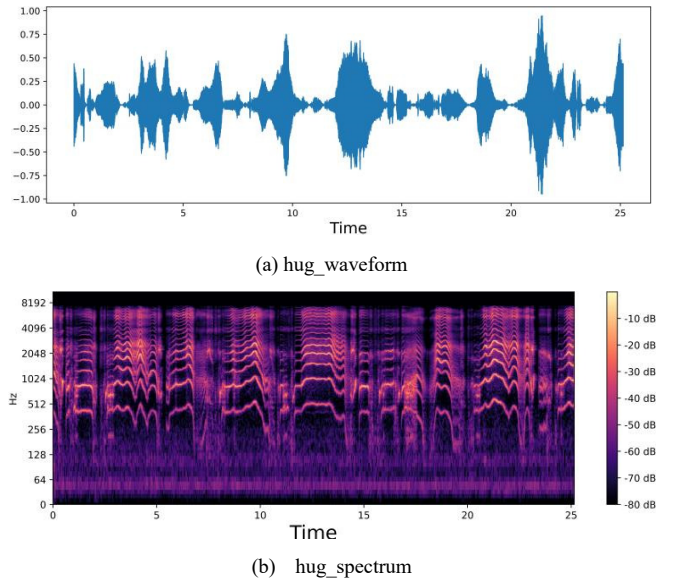 1.00
0.75
0.50
0.25
0.00
−0.25
−0.50
−0.75
−1.00
0 5 10 15 20 25
Time
(a) hug_waveform
8192
4096
2048
1024
512
256
128
64
0
Hz
0 5 10 15 20 25
Time
-10 dB
-20 dB
-30 dB
-40 dB
-50 dB
-60 dB
-70 dB
-80 dB
(b) hug_spectrum